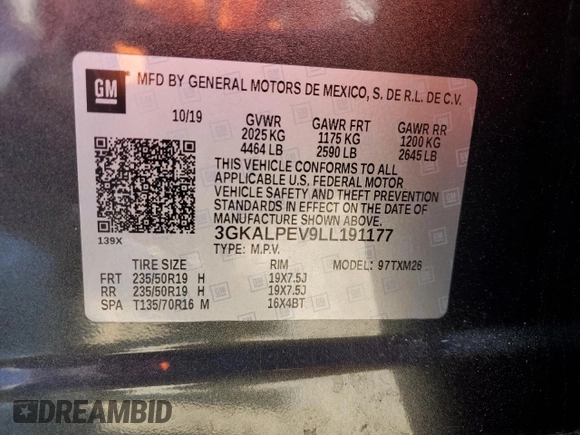 GM
MFD BY GENERAL MOTORS DE MEXICO, S. DE R.L. DE C.V.
10/19 GVWR GAWR FRT GAWR RR
2025 KG 1175 KG 1200 KG
4464 LB 2590 LB 2645 LB
THIS VEHICLE CONFORMS TO ALL
APPLICABLE U.S. FEDERAL MOTOR
VEHICLE SAFETY AND THEFT PREVENTION
STANDARDS IN EFFECT ON THE DATE OF
MANUFACTURE SHOWN ABOVE.
139X
3GKALPEV9LL191177
TYPE: M.P.V. MODEL: 97TXM26
TIRE SIZE RIM
FRT 235/50R19 H 19X7.5J
RR 235/50R19 H 19X7.5J
SPA T135/70R16 M 16X4BT
DREAMBID